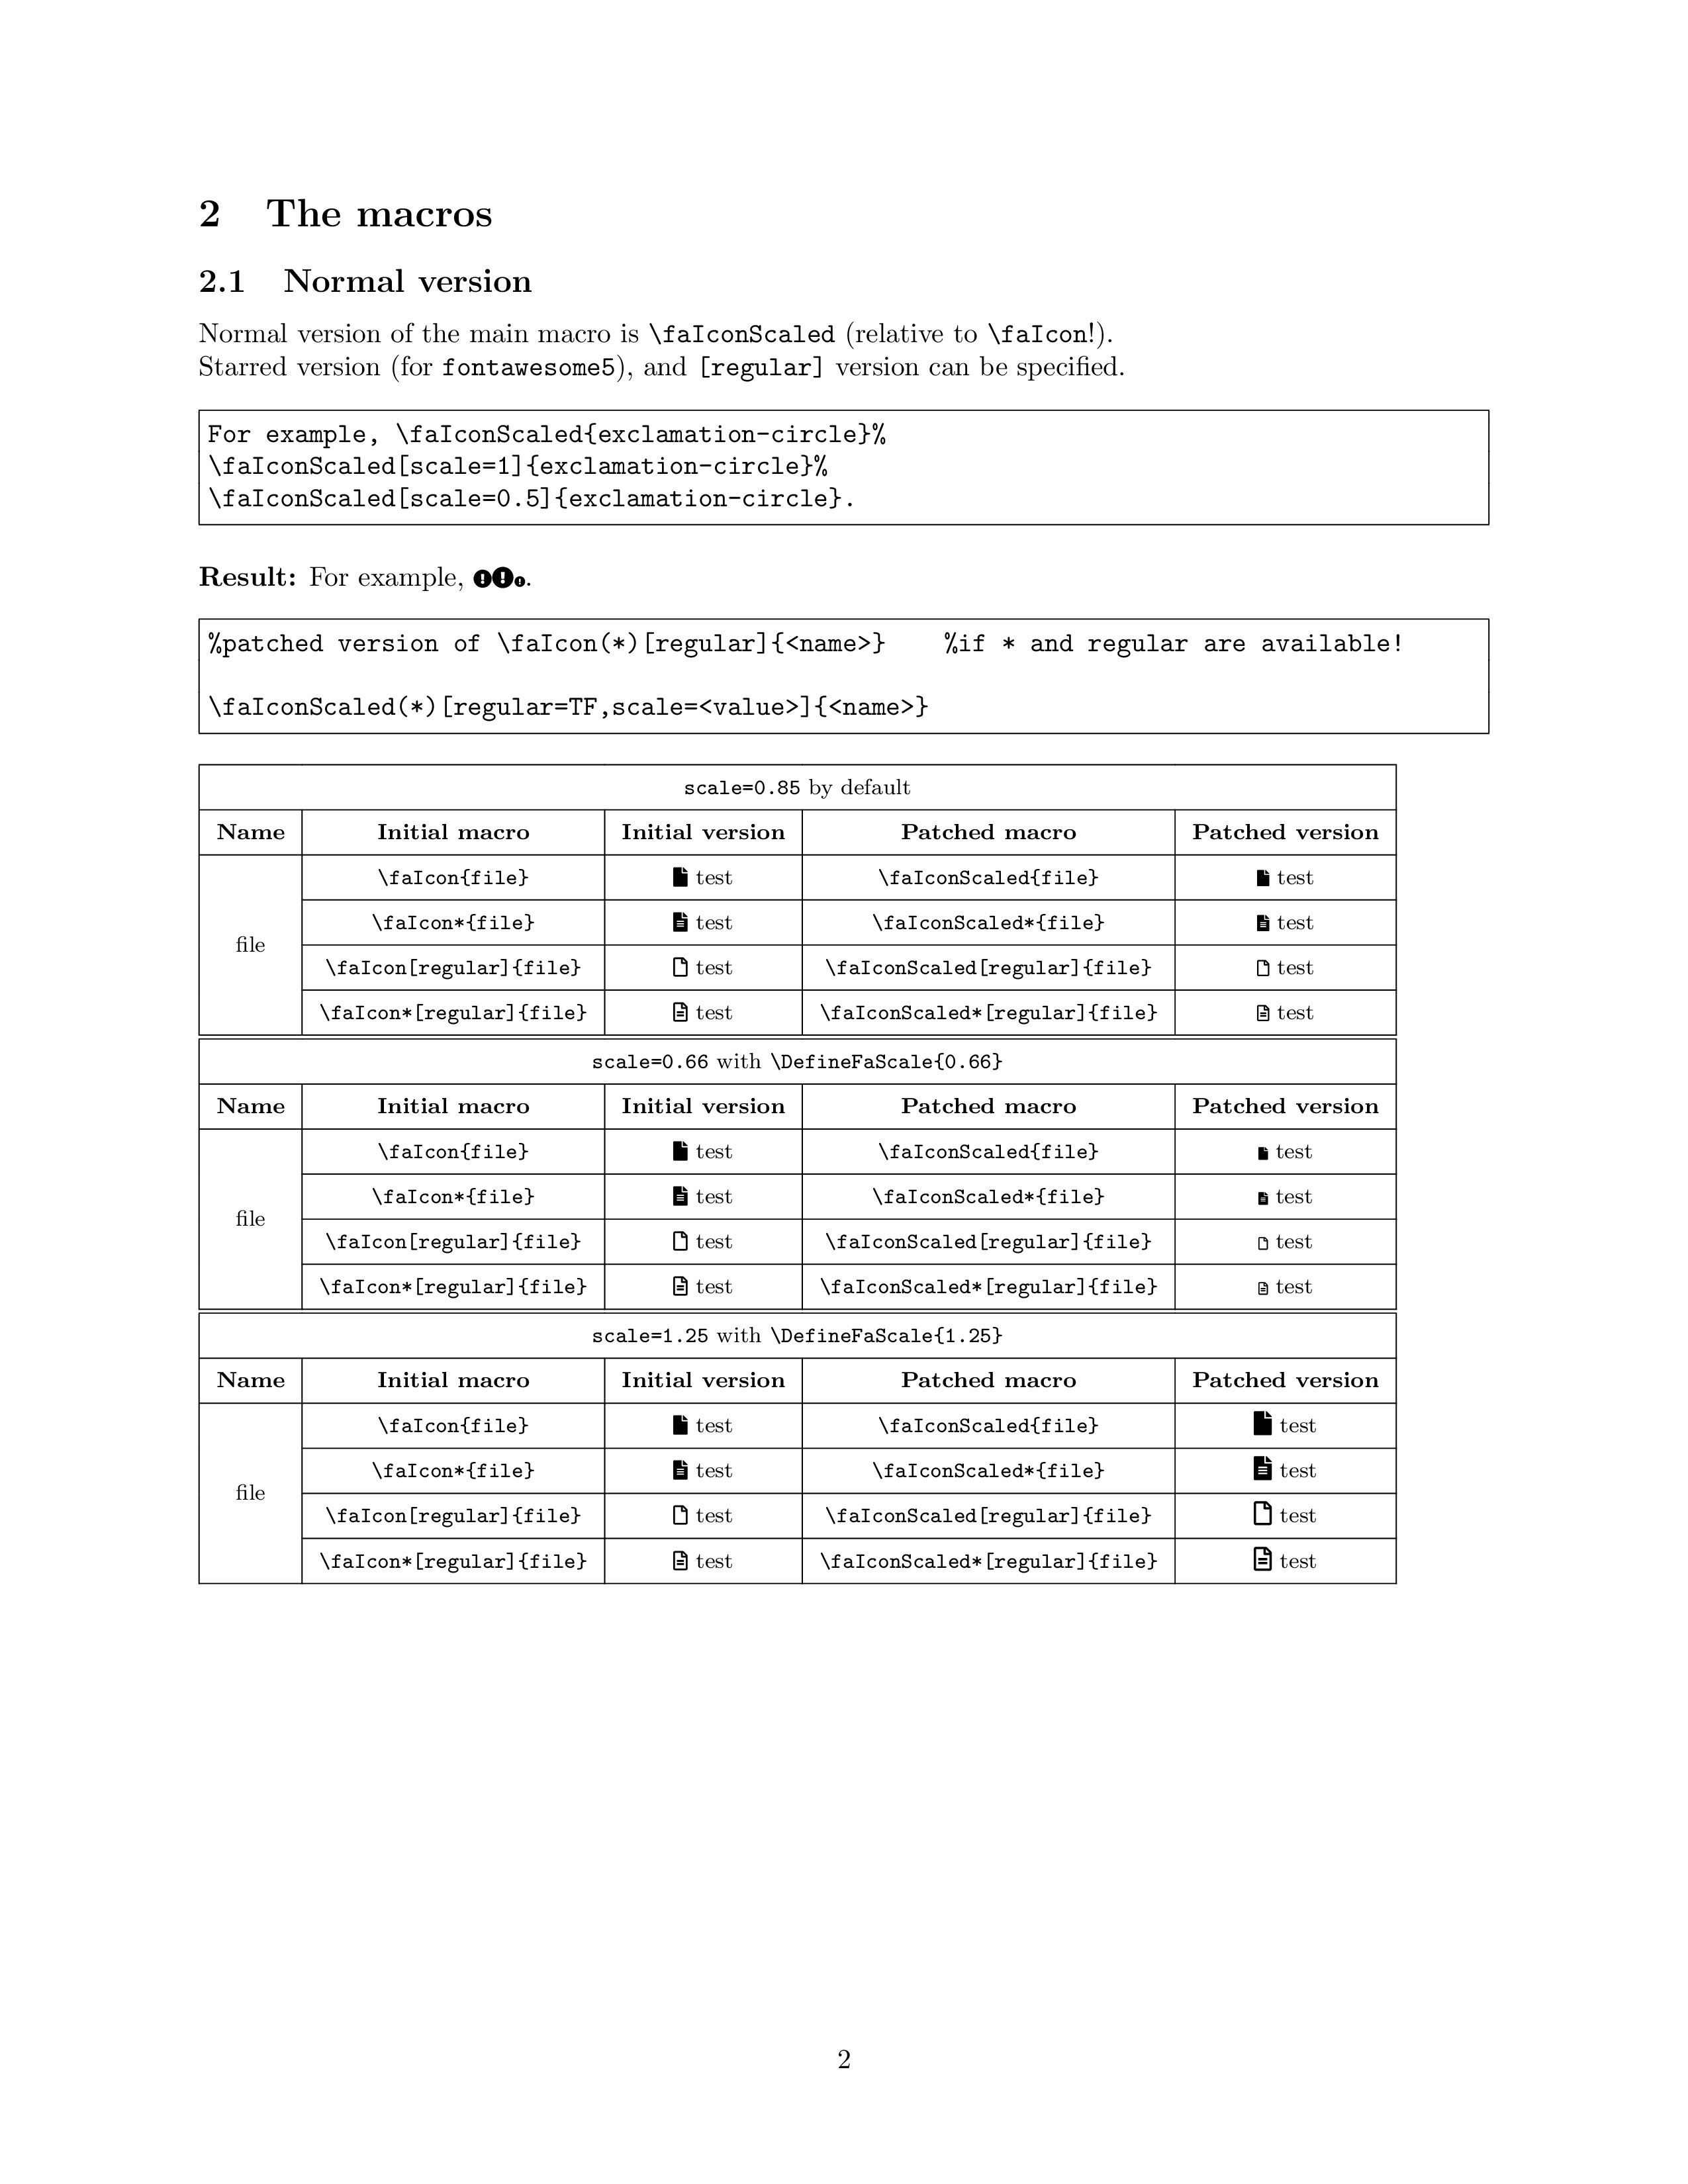 2 The macros
2.1 Normal version
Normal version of the main macro is \faIconScaled (relative to \faIcon!).
Starred version (for fontawesome5), and [regular] version can be specified.
For example, \faIconScaled{exclamation-circle}%
\faIconScaled[scale=1]{exclamation-circle}%
\faIconScaled[scale=0.5]{exclamation-circle}.
Result: For example, .
%patched version of \faIcon(*)[regular]{<name>}    %if * and regular are available!
\faIconScaled(*)[regular=TF,scale=<value>]{<name>}
scale=0.85 by default
Name Initial macro Initial version Patched macro Patched version
\faIcon{file} test \faIconScaled{file} test
\faIcon*{file} test \faIconScaled*{file} test
file
\faIcon[regular]{file} test \faIconScaled[regular]{file} test
\faIcon*[regular]{file} test \faIconScaled*[regular]{file} test
scale=0.66 with \DefineFaScale{0.66}
Name Initial macro Initial version Patched macro Patched version
\faIcon{file} test \faIconScaled{file} test
\faIcon*{file} test \faIconScaled*{file} test
file
\faIcon[regular]{file} test \faIconScaled[regular]{file} test
\faIcon*[regular]{file} test \faIconScaled*[regular]{file} test
scale=1.25 with \DefineFaScale{1.25}
Name Initial macro Initial version Patched macro Patched version
\faIcon{file} test \faIconScaled{file} test
\faIcon*{file} test \faIconScaled*{file} test
file
\faIcon[regular]{file} test \faIconScaled[regular]{file} test
\faIcon*[regular]{file} test \faIconScaled*[regular]{file} test
2